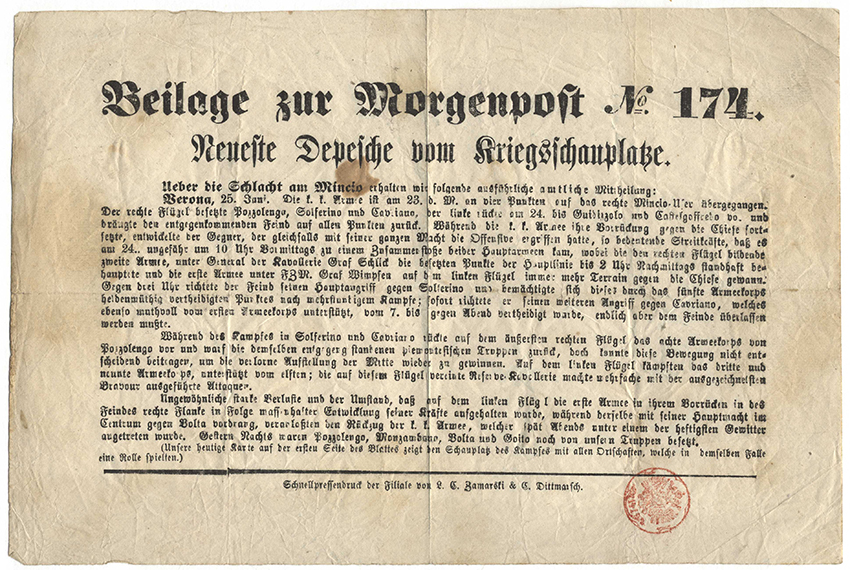 Beilage zur Morgenpost No. 174.
Neueste Depesche vom Kriegsschauplatze.
Ueber die Schlacht am Mincio erhalten wir folgende ausführliche amtliche Mittheilung:
Verona, 25. Juni. Die k. k. Armee ist am 23. d. M. an vier Punkten auf das rechte Mincio-Ufer übergegangen.
Der rechte Flügel besetzte Pozzolengo, Solferino und Cavriano, der linke rückte am 24. bis Guidizzolo und Castelgoffredo vo. und
drängte den entgegenkommenden Feind auf allen Punkten zurück. Während die k. k. Armee ihre Vorrückung gegen die Chiese fort-
setzte, entwickelte der Gegner, der gleichfalls mit seiner ganzen Macht die Offensive ergriffen hatte, so bedeutende Streitkäfte, daß es
am 24., ungefähr um 10 Uhr Vormittags zu einem Zusammenstoße beider Hauptarmeen kam, wobei die den rechten Flügel bildende
zweite Armee, unter General der Kavallerie Graf Schlick die besetzten Punkte der Hauptlinie bis 2 Uhr Nachmittags standhaft be-
hauptete und die erste Armee unter FZM. Graf Wimpfen auf dem linken Flügel immer mehr Terrain gegen die Chiese gewann.
Gegen drei Uhr richtete der Feind seinen Hauptangriff gegen Solferino und bemächtigte sich dieses durch das fünfte Armeekorps
heldenmüthig vertheidigten Punktes nach mehrstündigem Kampfe; sofort richtete er seinen weiteren Angriff gegen Cavriano, welches
ebenso muthvoll vom ersten Armeekorps unterstützt, vom 7. bis gegen Abend vertheidigt wurde, endlich aber dem Feinde überlassen
werden mußte.
Während des Kampfes in Solferino und Cavriano rückte auf dem äußersten rechten Flügel das achte Armeekorps von
Pozzolengo vor und warf die demselben entgegen standenen piemontesischen Truppen zurück, doch konnte diese Bewegung nicht ent-
scheidend beitragen, um die verlorne Aufstellung der Mitte wieder zu gewinnen. Auf dem linken Flügel kämpften das dritte und
neunte Armeekorps, unterstützt vom elften; die auf diesem Flügel vereinte Reserve-Kavallerie machte mehrfache mit der ausgezeichnetsten
Bravour ausgeführte Attaquen.
Ungewöhnliche starke Verluste und der Umstand, daß auf dem linken Flügel die erste Armee in ihrem Vorrücken in des
Feindes rechte Flanke in Folge massenhafter Entwicklung seiner Kräfte aufgehalten wurde, während derselbe mit seiner Hauptmacht im
Centrum gegen Volta vordrang, veranlaßten den Rückzug der k. k. Armee, welcher spät Abends unter einem der heftigsten Gewitter
angetreten wurde. Gestern Nachts waren Pozzolengo, Monzambano, Volta und Goito noch von unsern Truppen besetzt.
(Unsere heutige Karte auf der ersten Seite des Blattes zeigt den Schauplatz des Kampfes mit allen Ortschaften, welche in demselben Falle
eine Rolle spielten.)
Schnellpressendruck der Filiale von L. C. Zamarski & C. Dittmarsch.